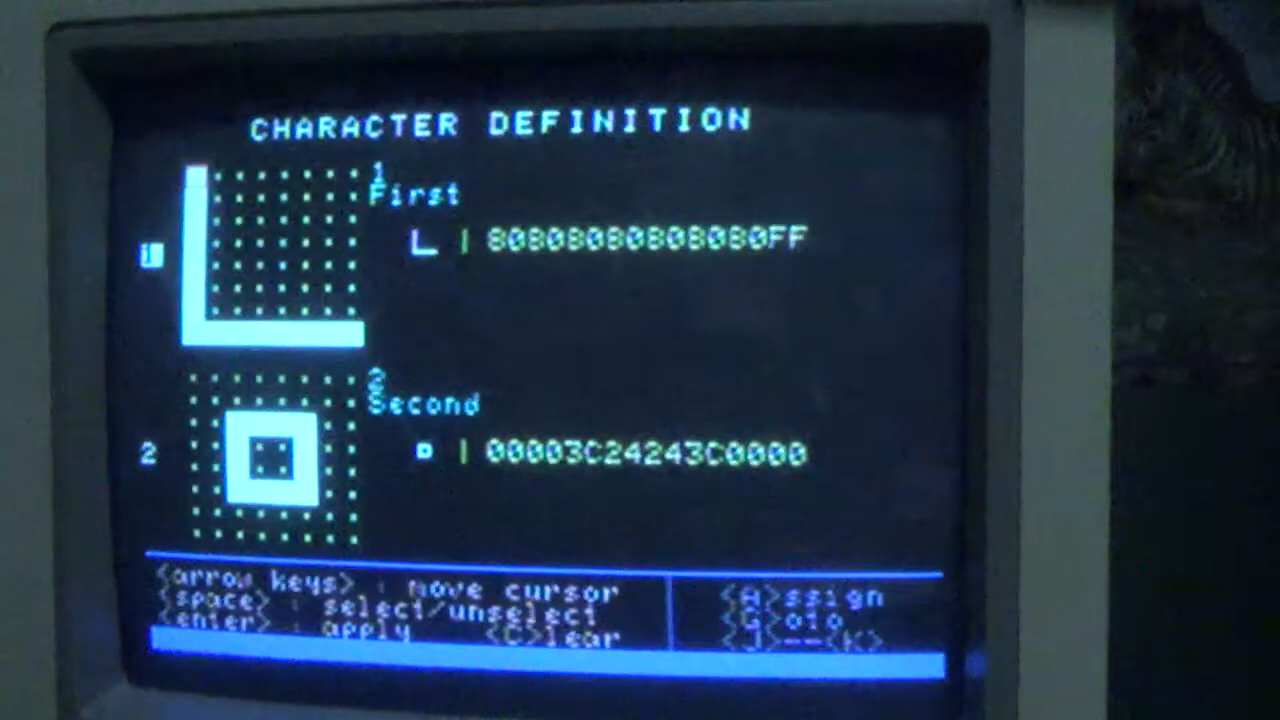 CHARACTER DEFINITION
1
First
1 | 80808080808080FF
2
Second
2 | 00003C24243C0000
<arrow keys> : move cursor
<space> : select/unselect
<enter> : apply <C>lear
<A>ssign
<G>oto
<J>--<K>